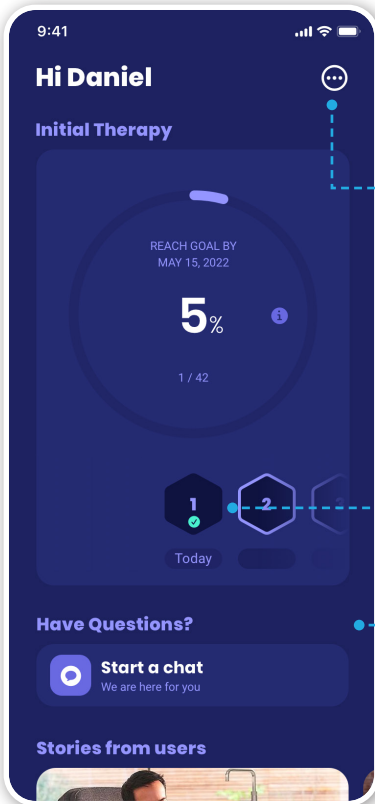 9:41
Hi Daniel
Initial Therapy
REACH GOAL BY
MAY 15, 2022
5%
1 / 42
1
2
3
Today
Have Questions?
Start a chat
We are here for you
Stories from users